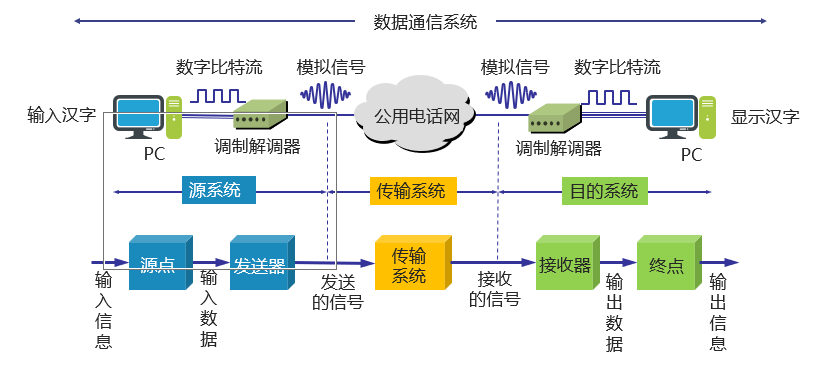 数据通信系统
数字比特流
模拟信号
模拟信号
数字比特流
输入汉字
公用电话网
显示汉字
PC
调制解调器
调制解调器
PC
源系统
传输系统
目的系统
源点
发送器
传输
系统
接收器
终点
输入信息
输入数据
发送
的信号
接收
的信号
输出数据
输出信息